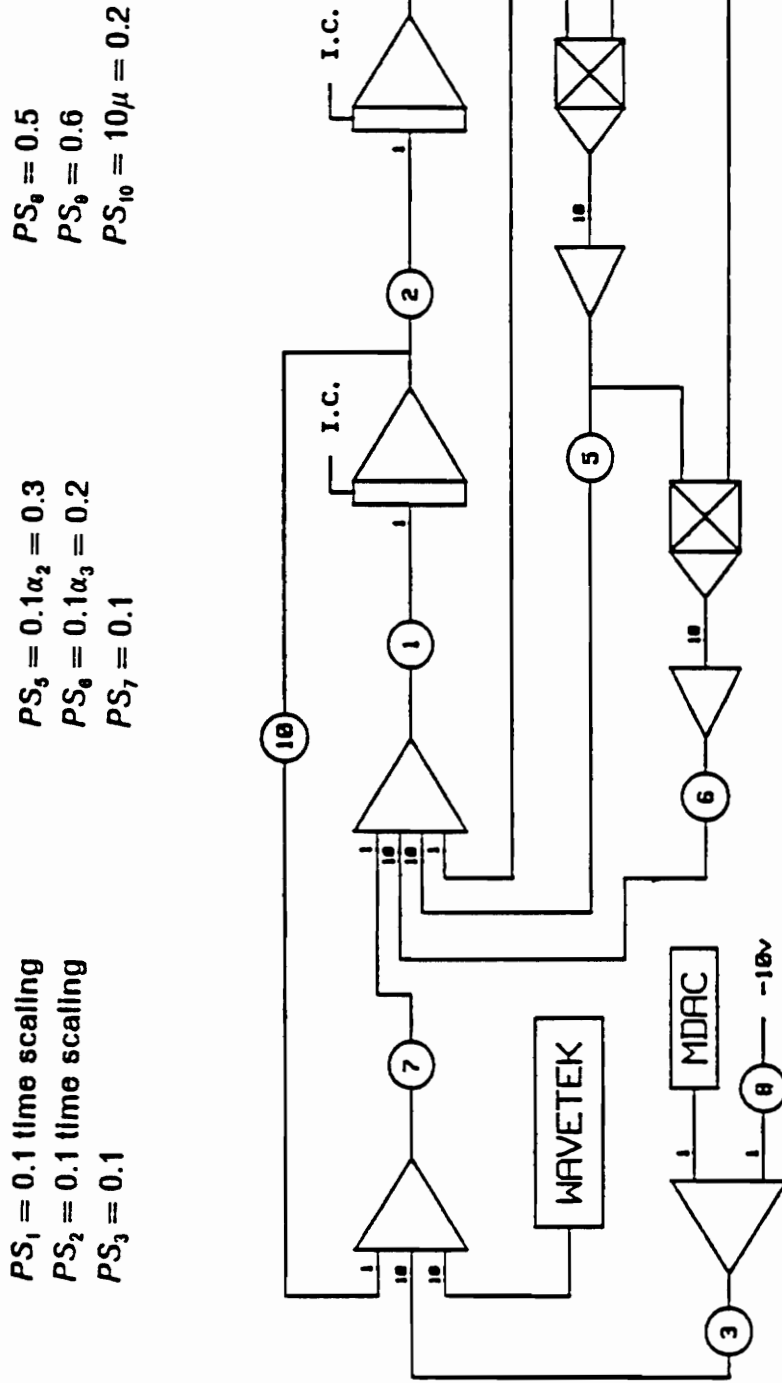 PS₁ = 0.1 time scaling
PS₂ = 0.1 time scaling
PS₃ = 0.1
PS₅ = 0.1α₂ = 0.3
PS₆ = 0.1α₃ = 0.2
PS₇ = 0.1
PS₈ = 0.5
PS₉ = 0.6
PS₁₀ = 10μ = 0.2
10
I.C.
I.C.
1
10
10
7
1
10
10
1
1
1
2
1
WAVETEK
5
10
MDAC
6
10
3
1
1
8
-10v